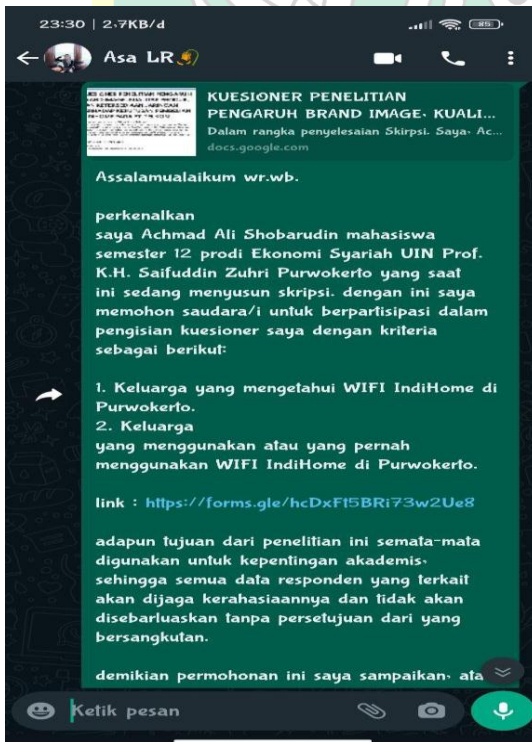 23:30 | 2,7KB/d
85
Asa LR
KUESIONER PENELITIAN
PENGARUH BRAND IMAGE, KUALI...
Dalam rangka penyelesaian Skirpsi. Saya, Ac...
docs.google.com
Assalamualaikum wr.wb.
perkenalkan
saya Achmad Ali Shobarudin mahasiswa
semester 12 prodi Ekonomi Syariah UIN Prof.
K.H. Saifuddin Zuhri Purwokerto yang saat
ini sedang menyusun skripsi. dengan ini saya
memohon saudara/i untuk berpartisipasi dalam
pengisian kuesioner saya dengan kriteria
sebagai berikut:
1. Keluarga yang mengetahui WIFI IndiHome di
Purwokerto.
2. Keluarga
yang menggunakan atau yang pernah
menggunakan WIFI IndiHome di Purwokerto.
link : https://forms.gle/hcDxFt5BRi73w2Ue8
adapun tujuan dari penelitian ini semata-mata
digunakan untuk kepentingan akademis,
sehingga semua data responden yang terkait
akan dijaga kerahasiaannya dan tidak akan
disebarluaskan tanpa persetujuan dari yang
bersangkutan.
demikian permohonan ini saya sampaikan, ata
Ketik pesan